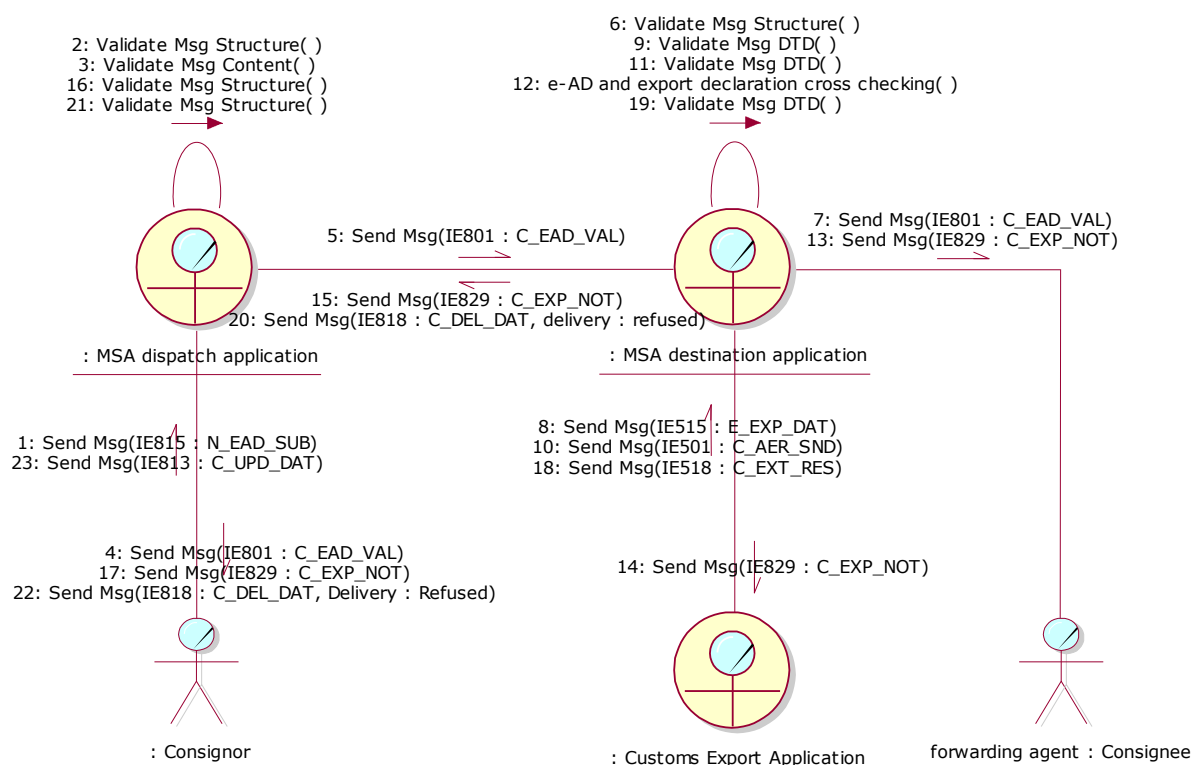 2: Validate Msg Structure( )
3: Validate Msg Content( )
16: Validate Msg Structure( )
21: Validate Msg Structure( )
6: Validate Msg Structure( )
9: Validate Msg DTD( )
11: Validate Msg DTD( )
12: e-AD and export declaration cross checking( )
19: Validate Msg DTD( )
5: Send Msg(IE801 : C_EAD_VAL)
15: Send Msg(IE829 : C_EXP_NOT)
20: Send Msg(IE818 : C_DEL_DAT, delivery : refused)
7: Send Msg(IE801 : C_EAD_VAL)
13: Send Msg(IE829 : C_EXP_NOT)
: MSA dispatch application
: MSA destination application
1: Send Msg(IE815 : N_EAD_SUB)
23: Send Msg(IE813 : C_UPD_DAT)
8: Send Msg(IE515 : E_EXP_DAT)
10: Send Msg(IE501 : C_AER_SND)
18: Send Msg(IE518 : C_EXT_RES)
4: Send Msg(IE801 : C_EAD_VAL)
17: Send Msg(IE829 : C_EXP_NOT)
22: Send Msg(IE818 : C_DEL_DAT, Delivery : Refused)
14: Send Msg(IE829 : C_EXP_NOT)
: Consignor
: Customs Export Application
forwarding agent : Consignee